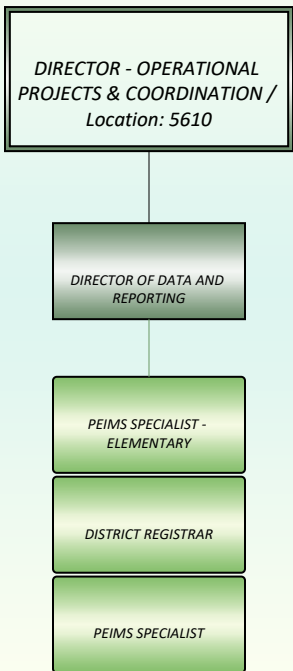 DIRECTOR - OPERATIONAL
PROJECTS & COORDINATION /
Location: 5610
DIRECTOR OF DATA AND
REPORTING
PEIMS SPECIALIST -
ELEMENTARY
DISTRICT REGISTRAR
PEIMS SPECIALIST